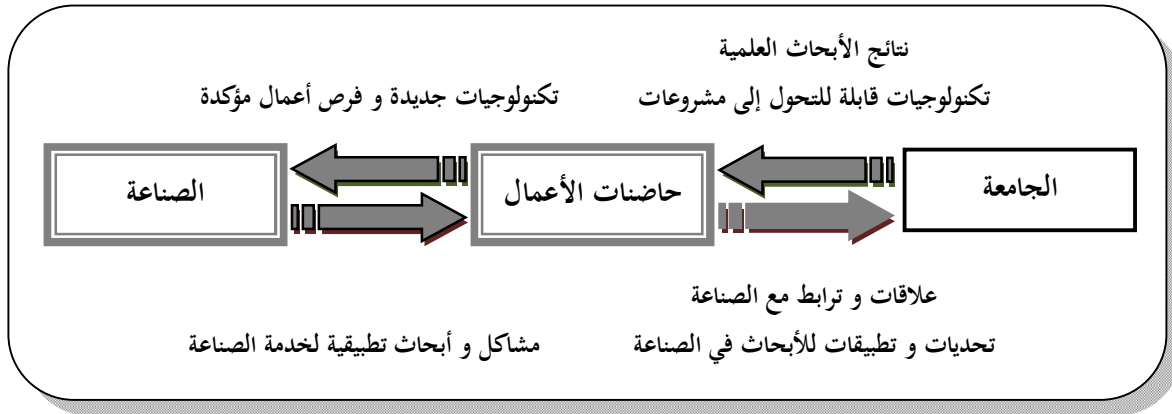 نتائج الأبحاث العلمية
تكنولوجيات قابلة للتحول إلى مشروعات
تكنولوجيات جديدة و فرص أعمال مؤكدة
الجامعة
حاضنات الأعمال
الصناعة
علاقات و ترابط مع الصناعة
تحديات و تطبيقات للأبحاث في الصناعة
مشاكل و أبحاث تطبيقية لخدمة الصناعة